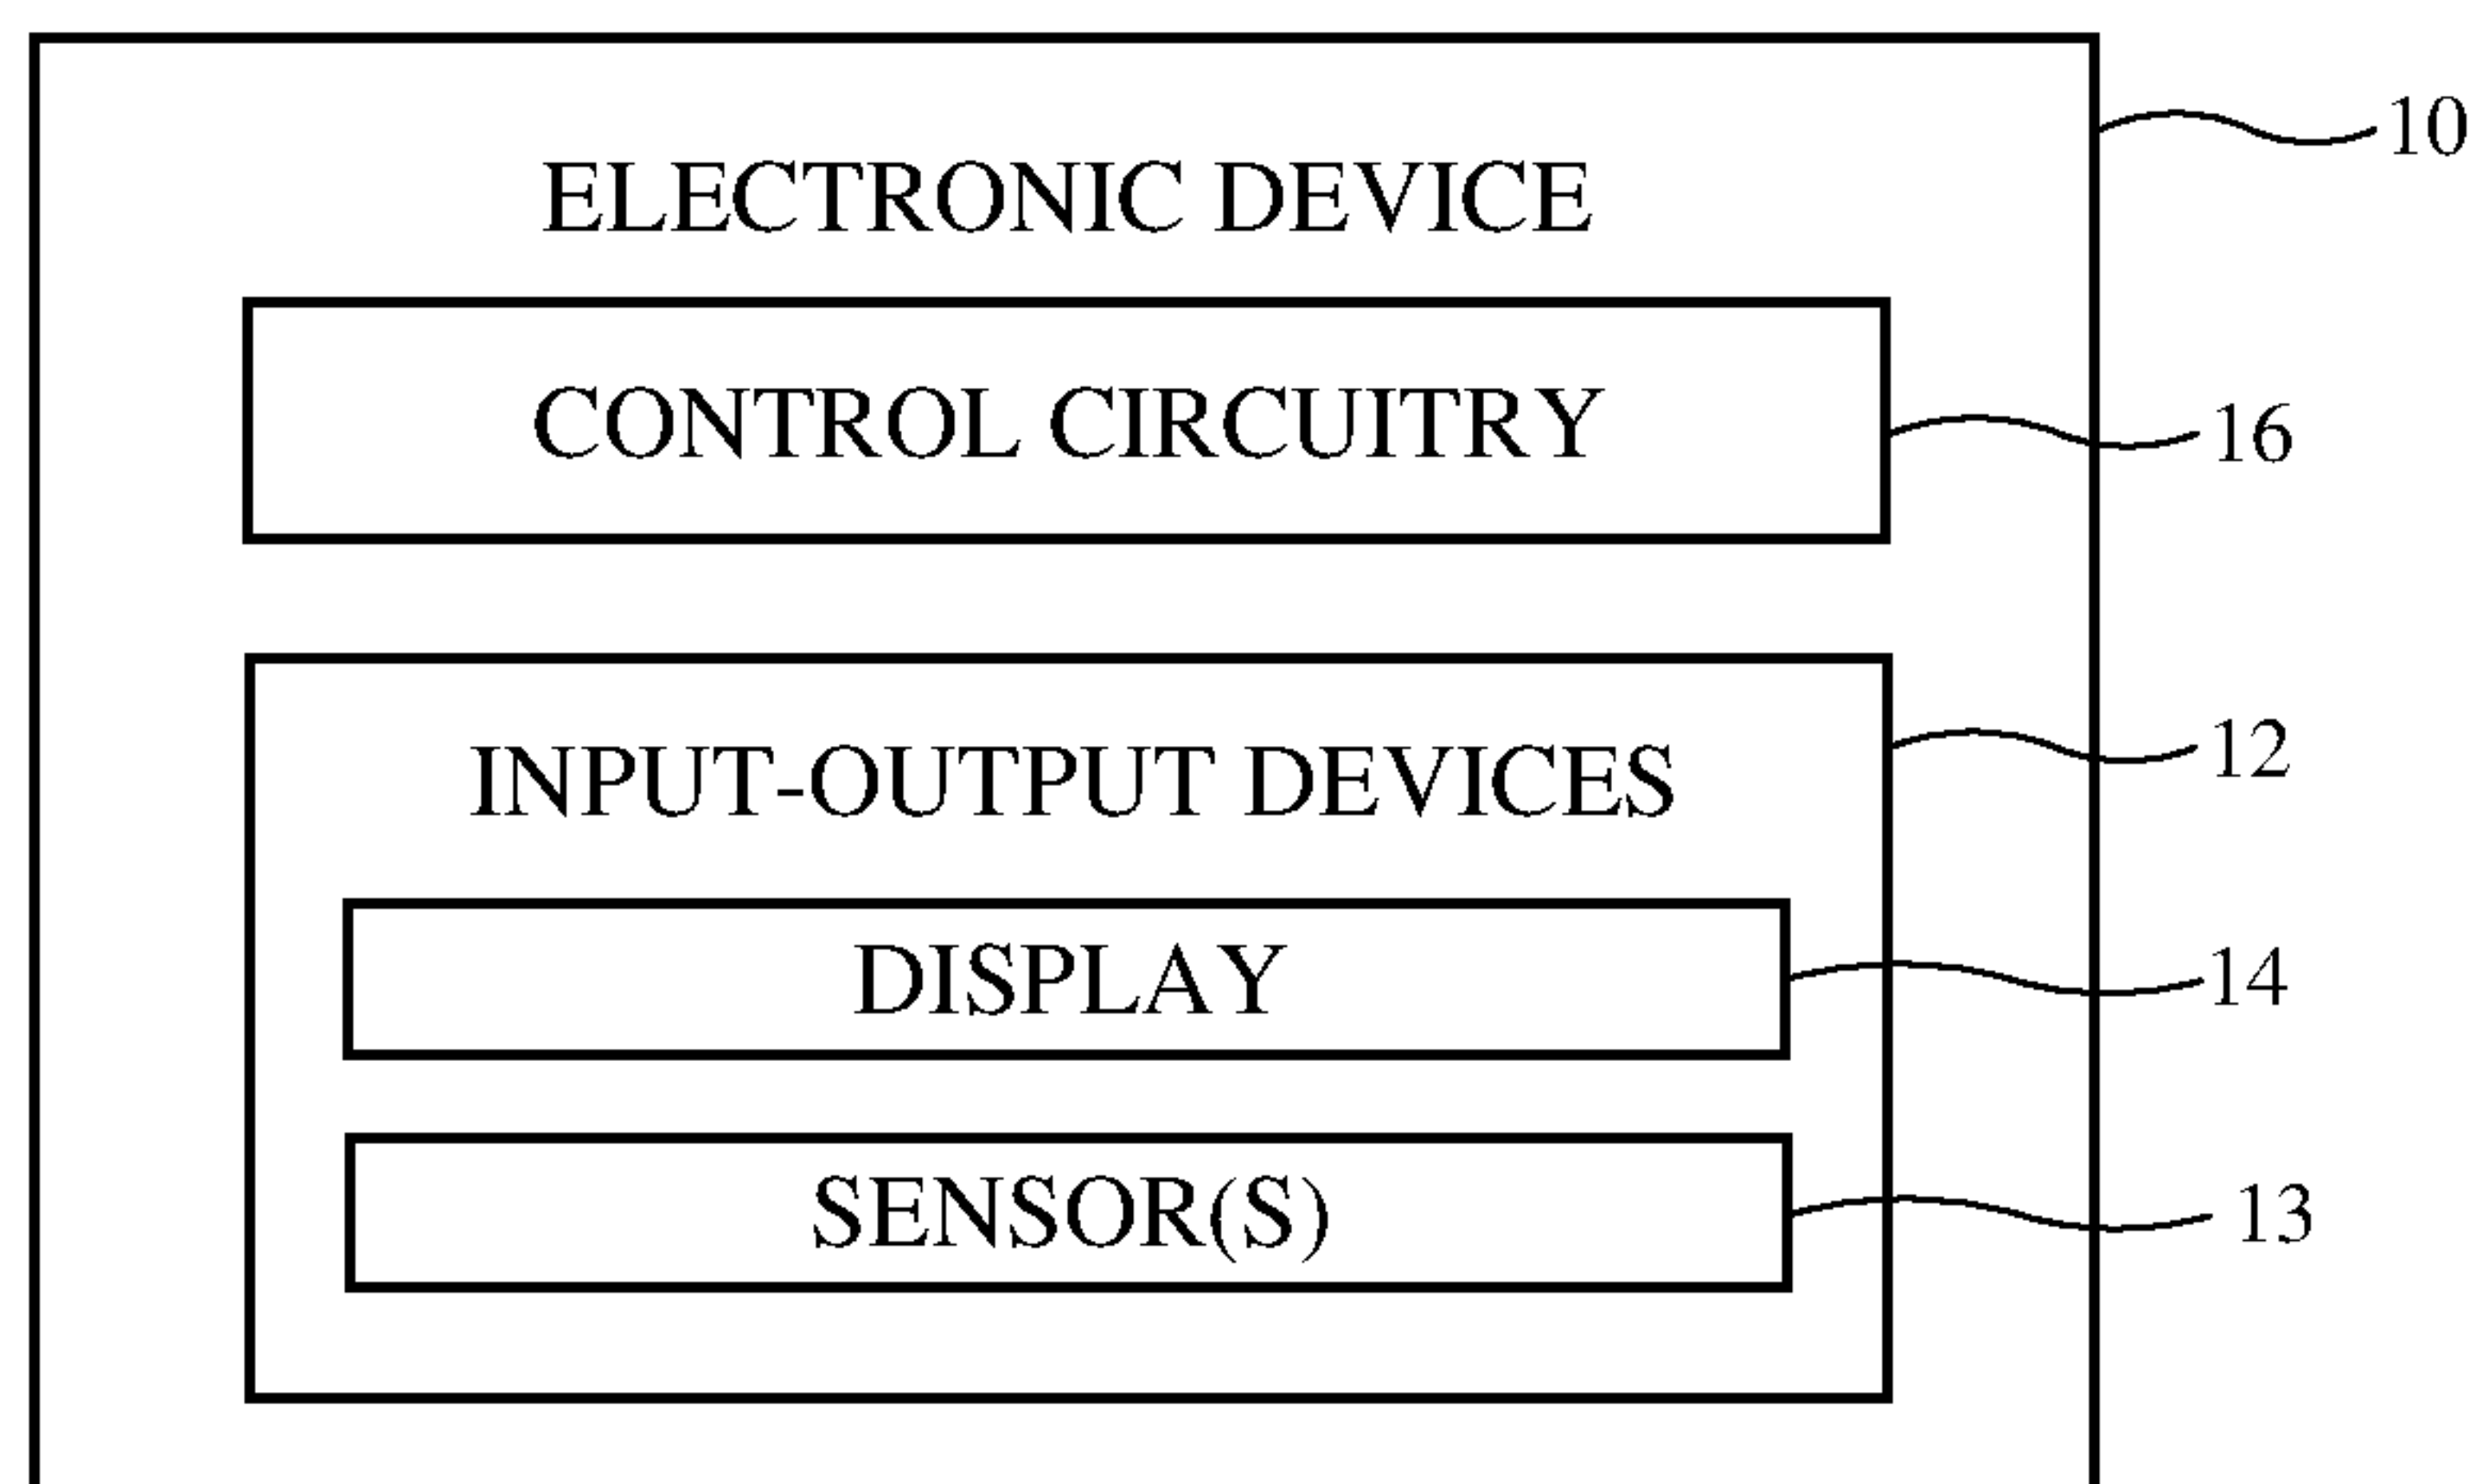 10
ELECTRONIC DEVICE
CONTROL CIRCUITRY
16
INPUT-OUTPUT DEVICES
12
DISPLAY
14
SENSOR(S)
13